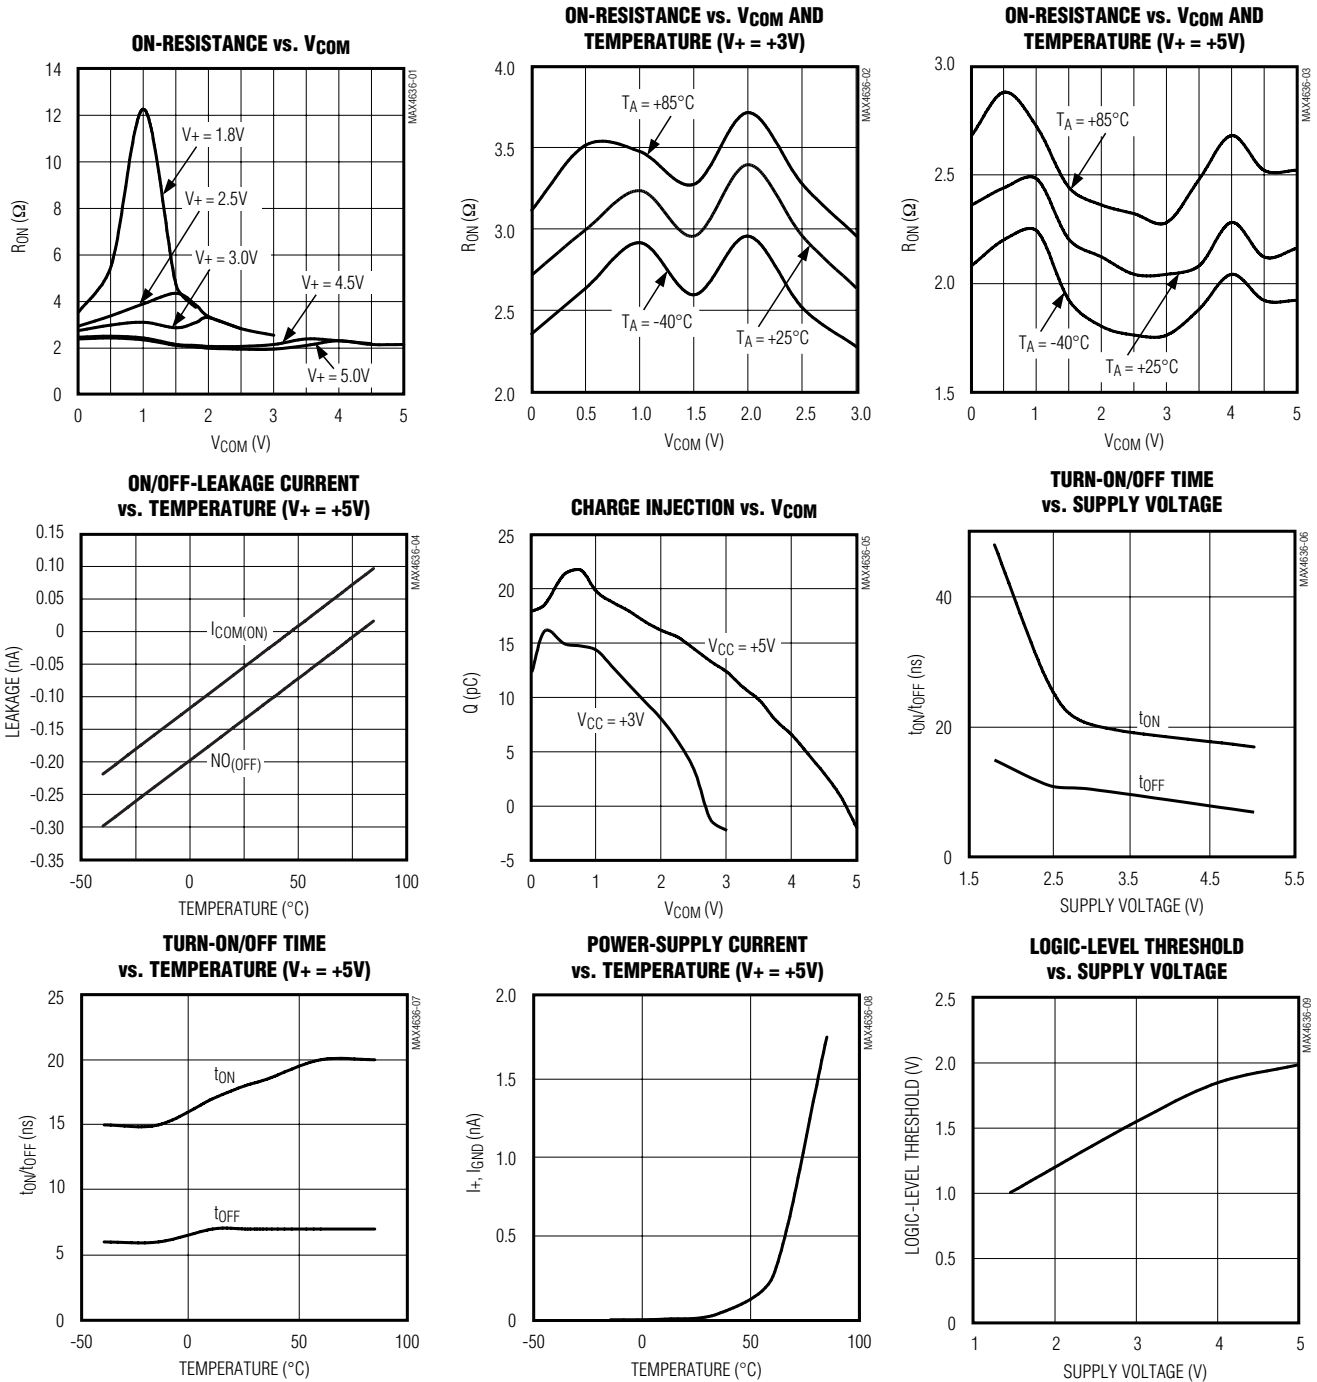 ON-RESISTANCE vs. VCOM
MAX4636-01
14
12
10
8
6
4
2
0
RON (Ω)
V+ = 1.8V
V+ = 2.5V
V+ = 3.0V
V+ = 4.5V
V+ = 5.0V
0 1 2 3 4 5
VCOM (V)
ON-RESISTANCE vs. VCOM AND
TEMPERATURE (V+ = +3V)
MAX4636-02
4.0
3.5
3.0
2.5
2.0
RON (Ω)
TA = +85°C
TA = -40°C
TA = +25°C
0 0.5 1.0 1.5 2.0 2.5 3.0
VCOM (V)
ON-RESISTANCE vs. VCOM AND
TEMPERATURE (V+ = +5V)
MAX4636-03
3.0
2.5
2.0
1.5
RON (Ω)
TA = +85°C
TA = -40°C
TA = +25°C
0 1 2 3 4 5
VCOM (V)
ON/OFF-LEAKAGE CURRENT
vs. TEMPERATURE (V+ = +5V)
MAX4636-04
0.15
0.10
0.05
0
-0.05
-0.10
-0.15
-0.20
-0.25
-0.30
-0.35
LEAKAGE (nA)
ICOM(ON)
NO(OFF)
-50 0 50 100
TEMPERATURE (°C)
CHARGE INJECTION vs. VCOM
MAX4636-05
25
20
15
10
5
0
-5
Q (pC)
VCC = +5V
VCC = +3V
0 1 2 3 4 5
VCOM (V)
TURN-ON/OFF TIME
vs. SUPPLY VOLTAGE
MAX4636-06
40
20
0
tON/tOFF (ns)
tON
tOFF
1.5 2.5 3.5 4.5 5.5
SUPPLY VOLTAGE (V)
TURN-ON/OFF TIME
vs. TEMPERATURE (V+ = +5V)
MAX4636-07
25
20
15
10
5
0
tON/tOFF (ns)
tON
tOFF
-50 0 50 100
TEMPERATURE (°C)
POWER-SUPPLY CURRENT
vs. TEMPERATURE (V+ = +5V)
MAX4636-08
2.0
1.5
1.0
0.5
0
I+, IGND (nA)
-50 0 50 100
TEMPERATURE (°C)
LOGIC-LEVEL THRESHOLD
vs. SUPPLY VOLTAGE
MAX4636-09
2.5
2.0
1.5
1.0
0.5
0
LOGIC-LEVEL THRESHOLD (V)
1 2 3 4 5
SUPPLY VOLTAGE (V)